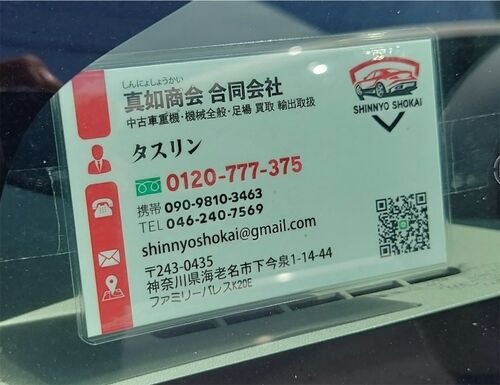 しんにょしょうかい
真如商会 合同会社
中古車重機・機械全般・足場 買取 輸出取扱
SHINNYO SHOKAI
タスリン
0120-777-375
携帯 090-9810-3463
TEL 046-240-7569
shinnyoshokai@gmail.com
〒243-0435
神奈川県海老名市下今泉1-14-44
ファミリーパレスK20E